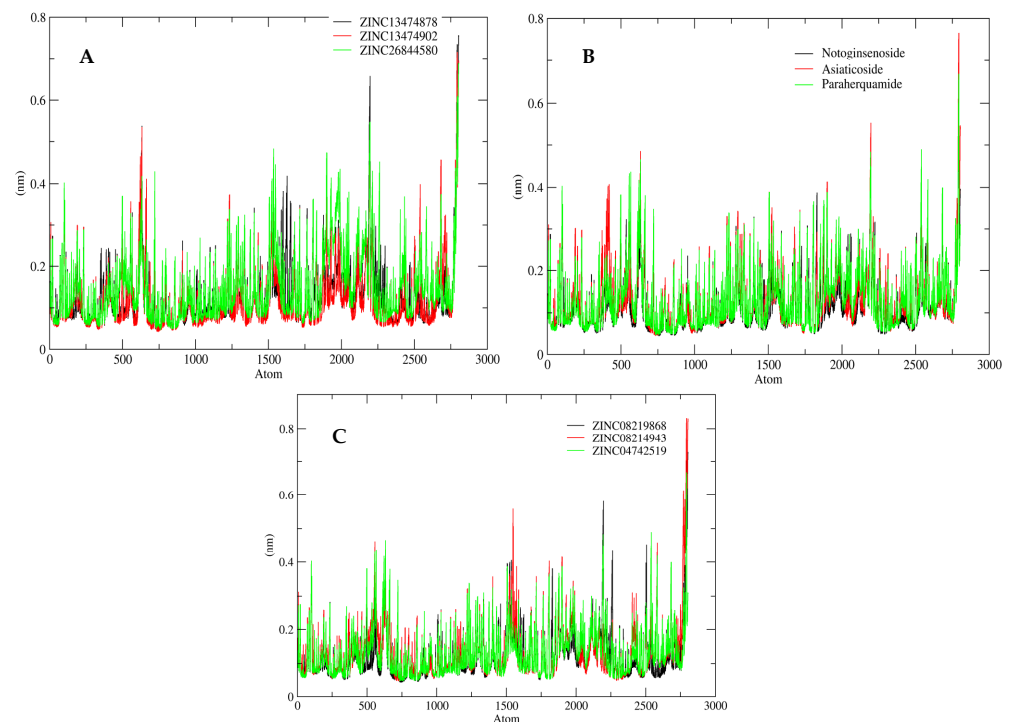 A
ZINC13474878
ZINC13474902
ZINC26844580
0.8
0.6
0.4
0.2
0
(nm)
0 500 1000 1500 2000 2500 3000
Atom
B
Notoginsenoside
Asiaticoside
Paraherquamide
0.8
0.6
0.4
0.2
0
(nm)
0 500 1000 1500 2000 2500 3000
Atom
C
ZINC08219868
ZINC08214943
ZINC04742519
0.8
0.6
0.4
0.2
0
(nm)
0 500 1000 1500 2000 2500 3000
Atom